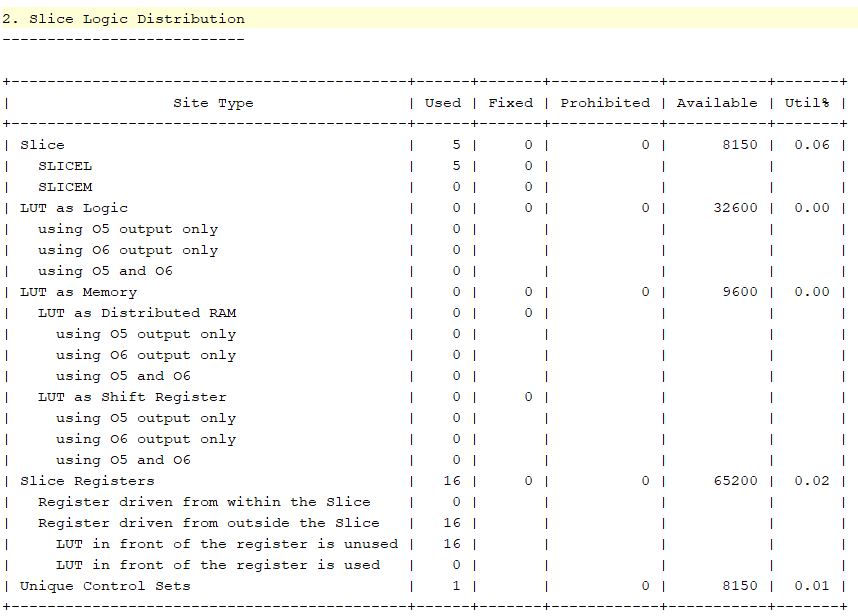 2. Slice Logic Distribution
---------------------------
+--------------------------------------------+------+-------+------------+-----------+-------+
|                  Site Type                 | Used | Fixed | Prohibited | Available | Util% |
+--------------------------------------------+------+-------+------------+-----------+-------+
| Slice                                      |    5 |     0 |          0 |      8150 |  0.06 |
|   SLICEL                                   |    5 |     0 |            |           |       |
|   SLICEM                                   |    0 |     0 |            |           |       |
| LUT as Logic                               |    0 |     0 |          0 |     32600 |  0.00 |
|   using O5 output only                     |    0 |       |            |           |       |
|   using O6 output only                     |    0 |       |            |           |       |
|   using O5 and O6                          |    0 |       |            |           |       |
| LUT as Memory                              |    0 |     0 |          0 |      9600 |  0.00 |
|   LUT as Distributed RAM                   |    0 |     0 |            |           |       |
|     using O5 output only                   |    0 |       |            |           |       |
|     using O6 output only                   |    0 |       |            |           |       |
|     using O5 and O6                        |    0 |       |            |           |       |
|   LUT as Shift Register                    |    0 |     0 |            |           |       |
|     using O5 output only                   |    0 |       |            |           |       |
|     using O6 output only                   |    0 |       |            |           |       |
|     using O5 and O6                        |    0 |       |            |           |       |
| Slice Registers                            |   16 |     0 |          0 |     65200 |  0.02 |
|   Register driven from within the Slice    |    0 |       |            |           |       |
|   Register driven from outside the Slice   |   16 |       |            |           |       |
|     LUT in front of the register is unused |   16 |       |            |           |       |
|     LUT in front of the register is used   |    0 |       |            |           |       |
| Unique Control Sets                        |    1 |       |          0 |      8150 |  0.01 |
+--------------------------------------------+------+-------+------------+-----------+-------+